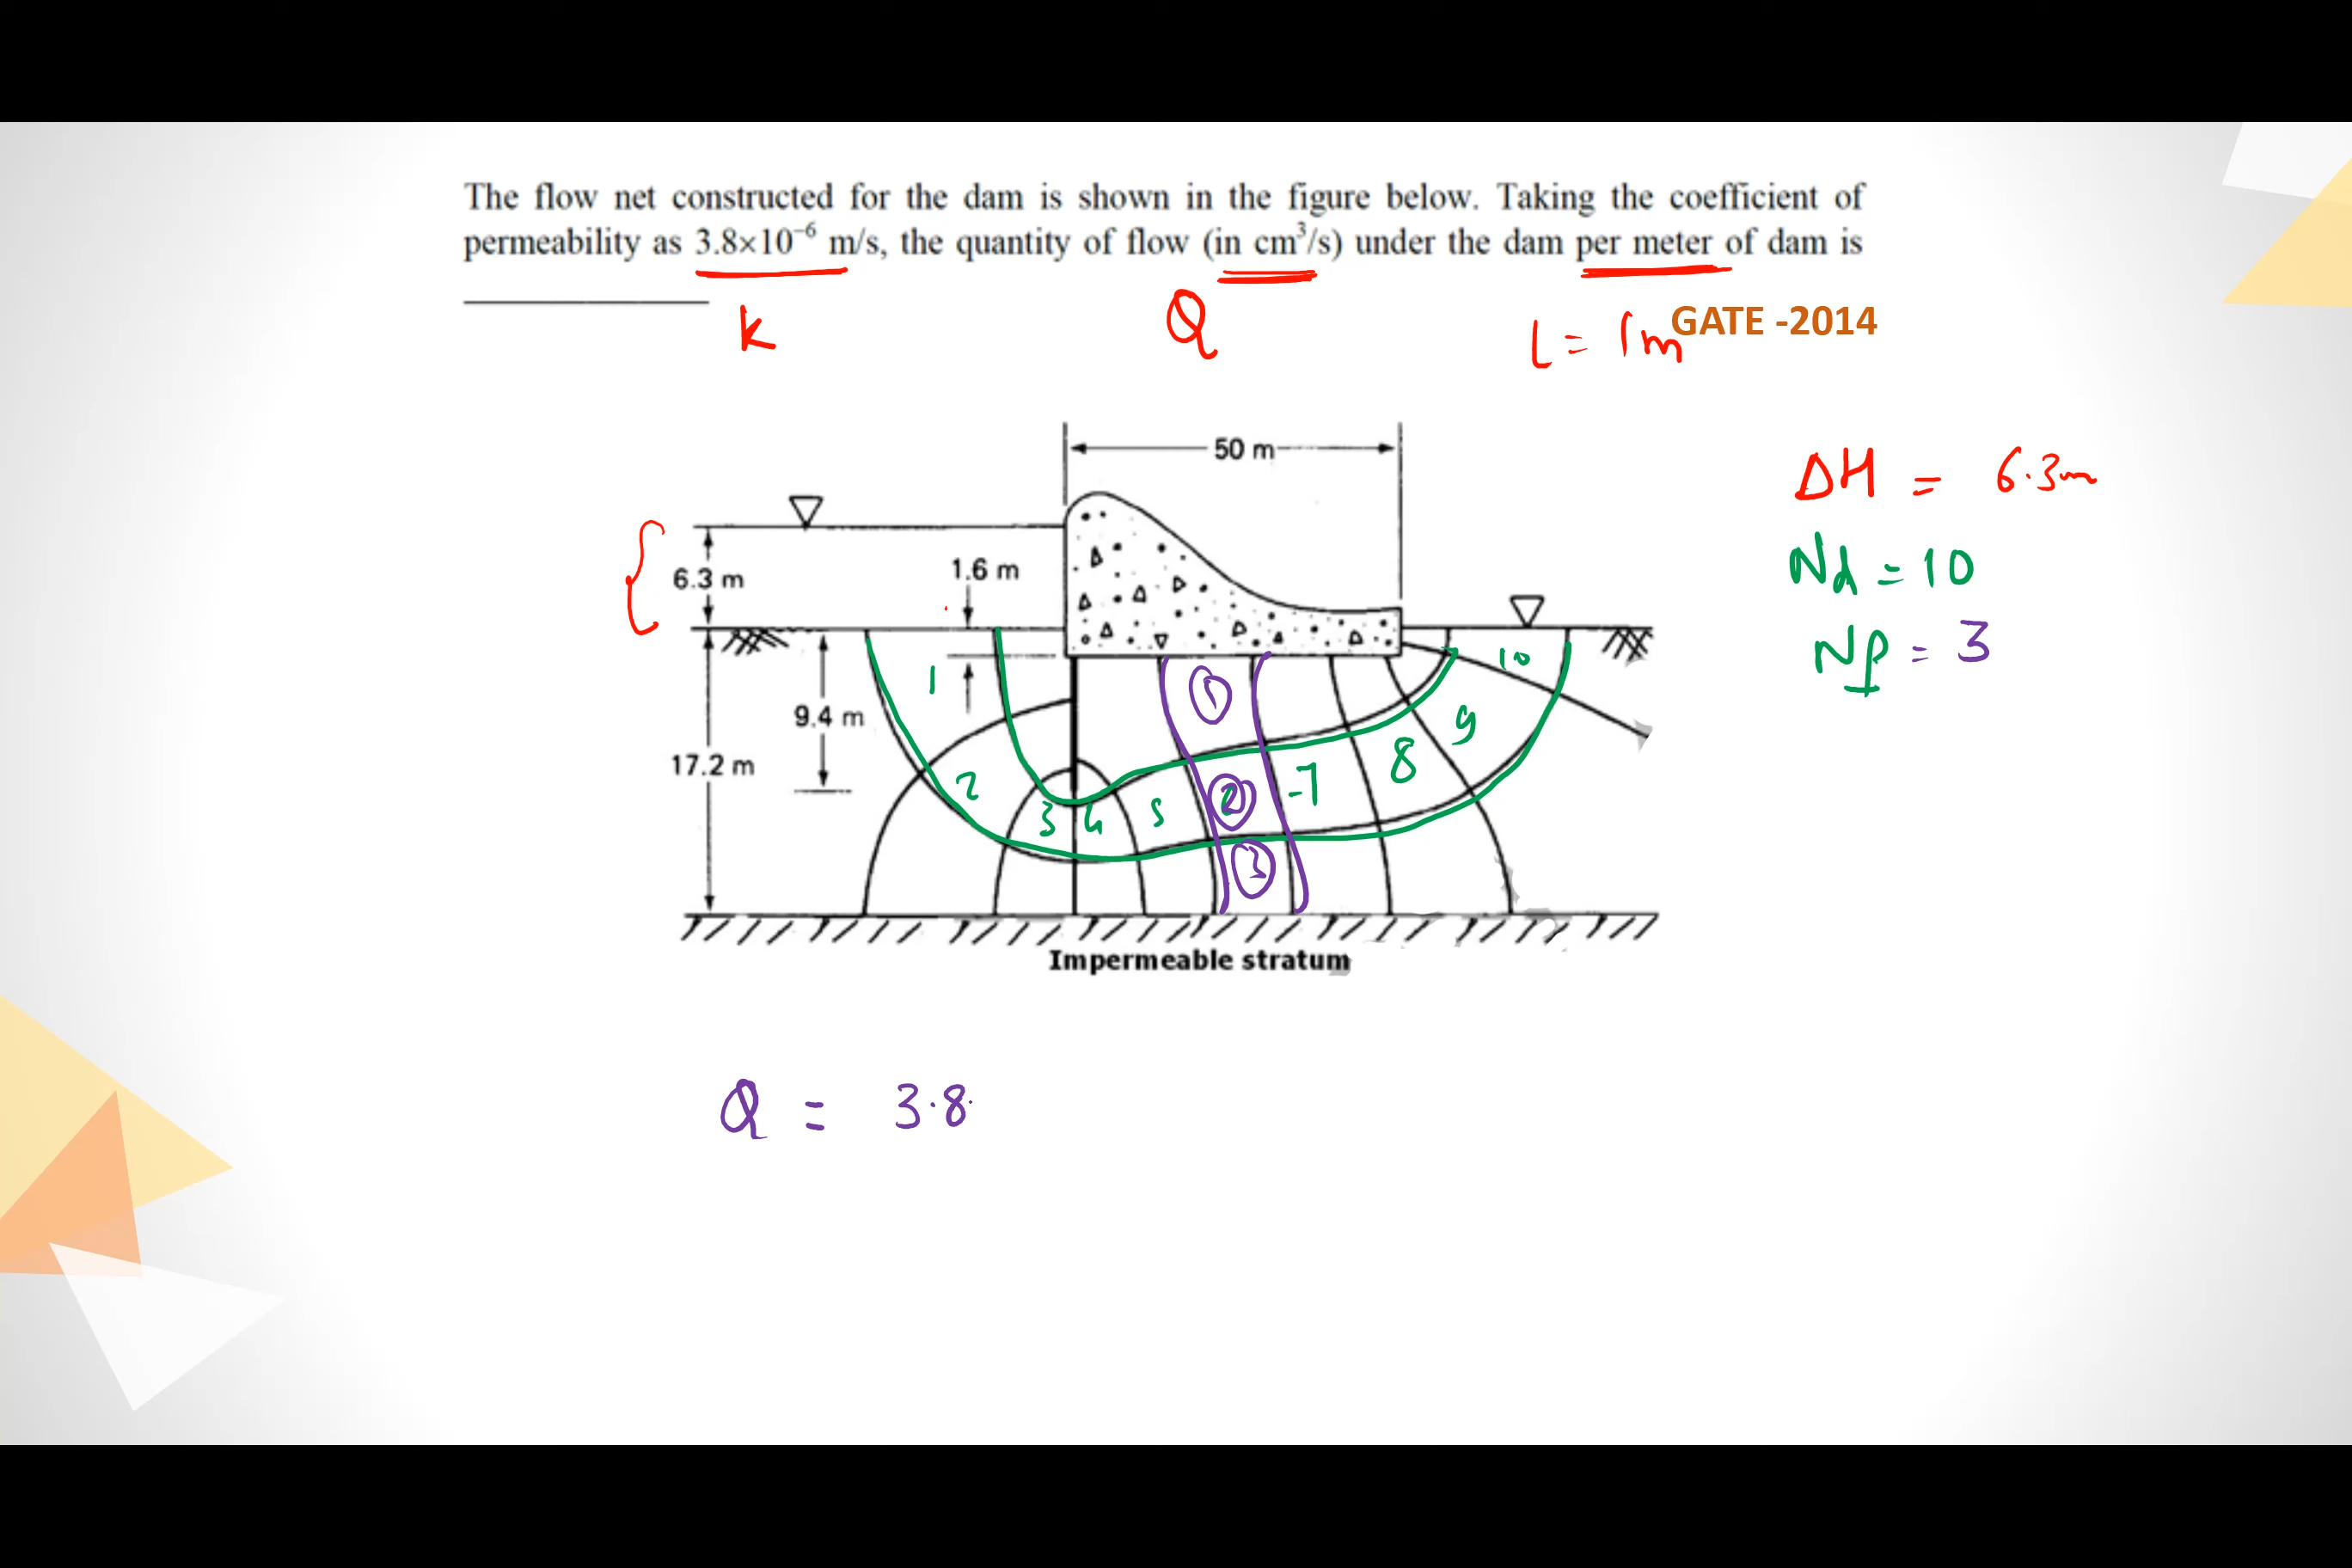 The flow net constructed for the dam is shown in the figure below. Taking the coefficient of
permeability as 3.8×10⁻⁶ m/s, the quantity of flow (in cm³/s) under the dam per meter of dam is
k
Q
L = 1m
GATE -2014
50 m
ΔH = 6.3m
6.3 m
1.6 m
Nd = 10
Nf = 3
1
10
9.4 m
17.2 m
1
2
3
4
5
2
7
8
9
3
Impermeable stratum
Q = 3.8